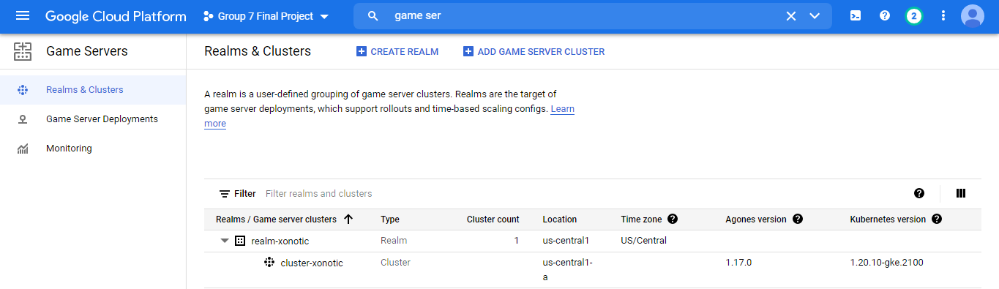 Google Cloud Platform Group 7 Final Project game ser 2
Game Servers
Realms & Clusters CREATE REALM ADD GAME SERVER CLUSTER
Realms & Clusters
Game Server Deployments
Monitoring
A realm is a user-defined grouping of game server clusters. Realms are the target of
game server deployments, which support rollouts and time-based scaling configs. Learn
more
Filter Filter realms and clusters
Realms / Game server clusters Type Cluster count Location Time zone Agones version Kubernetes version
realm-xonotic Realm 1 us-central1 US/Central
cluster-xonotic Cluster us-central1- 1.17.0 1.20.10-gke.2100
a